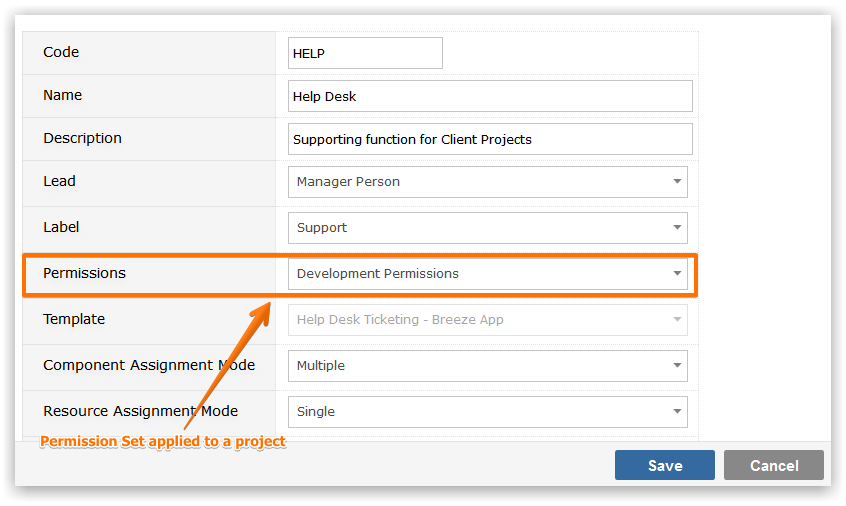 Code HELP
Name Help Desk
Description Supporting function for Client Projects
Lead Manager Person
Label Support
Permissions Development Permissions
Template Help Desk Ticketing - Breeze App
Component Assignment Mode Multiple
Resource Assignment Mode Single
Permission Set applied to a project
Save Cancel